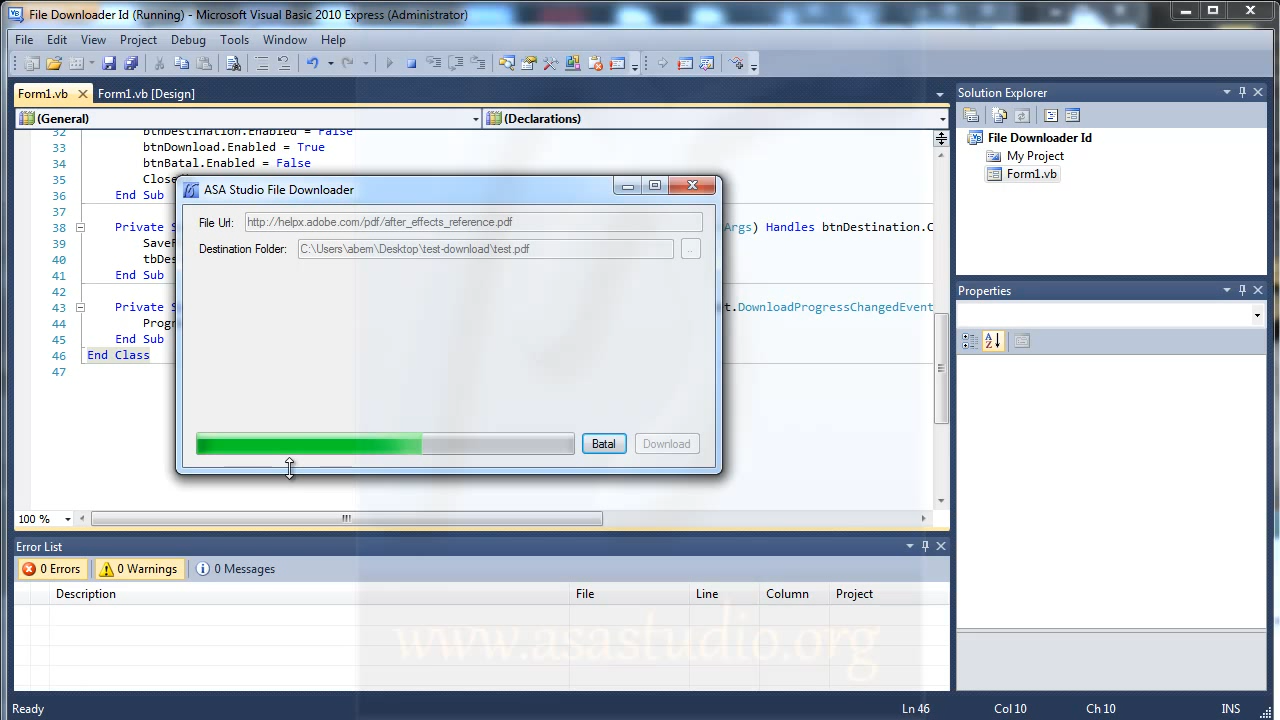 File Downloader Id (Running) - Microsoft Visual Basic 2010 Express (Administrator)
File Edit View Project Debug Tools Window Help
Form1.vb Form1.vb [Design]
(General) (Declarations)
32 btnDestination.Enabled = False
33 btnDownload.Enabled = True
34 btnBatal.Enabled = False
35 Close
36 End Sub
37
38 Private S Args) Handles btnDestination.C
39 SaveF
40 tbDes
41 End Sub
42
43 Private S t.DownloadProgressChangedEvent
44 Progr
45 End Sub
46 End Class
47
ASA Studio File Downloader
File Url: http://helpx.adobe.com/pdf/after_effects_reference.pdf
Destination Folder: C:\Users\abem\Desktop\test-download\test.pdf ..
Batal Download
100 %
Solution Explorer
File Downloader Id
My Project
Form1.vb
Properties
Error List
0 Errors 0 Warnings 0 Messages
Description File Line Column Project
www.asastudio.org
Ready Ln 46 Col 10 Ch 10 INS